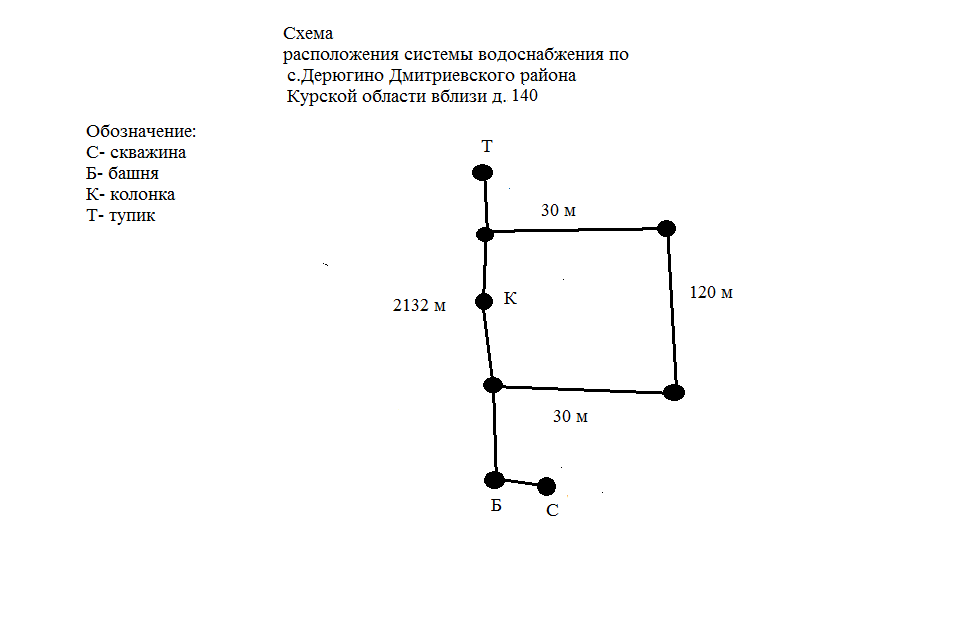 Схема
расположения системы водоснабжения по
с.Дерюгино Дмитриевского района
Курской области вблизи д. 140
Обозначение:
С- скважина
Б- башня
К- колонка
Т- тупик
Т
30 м
К
2132 м
120 м
30 м
Б
С